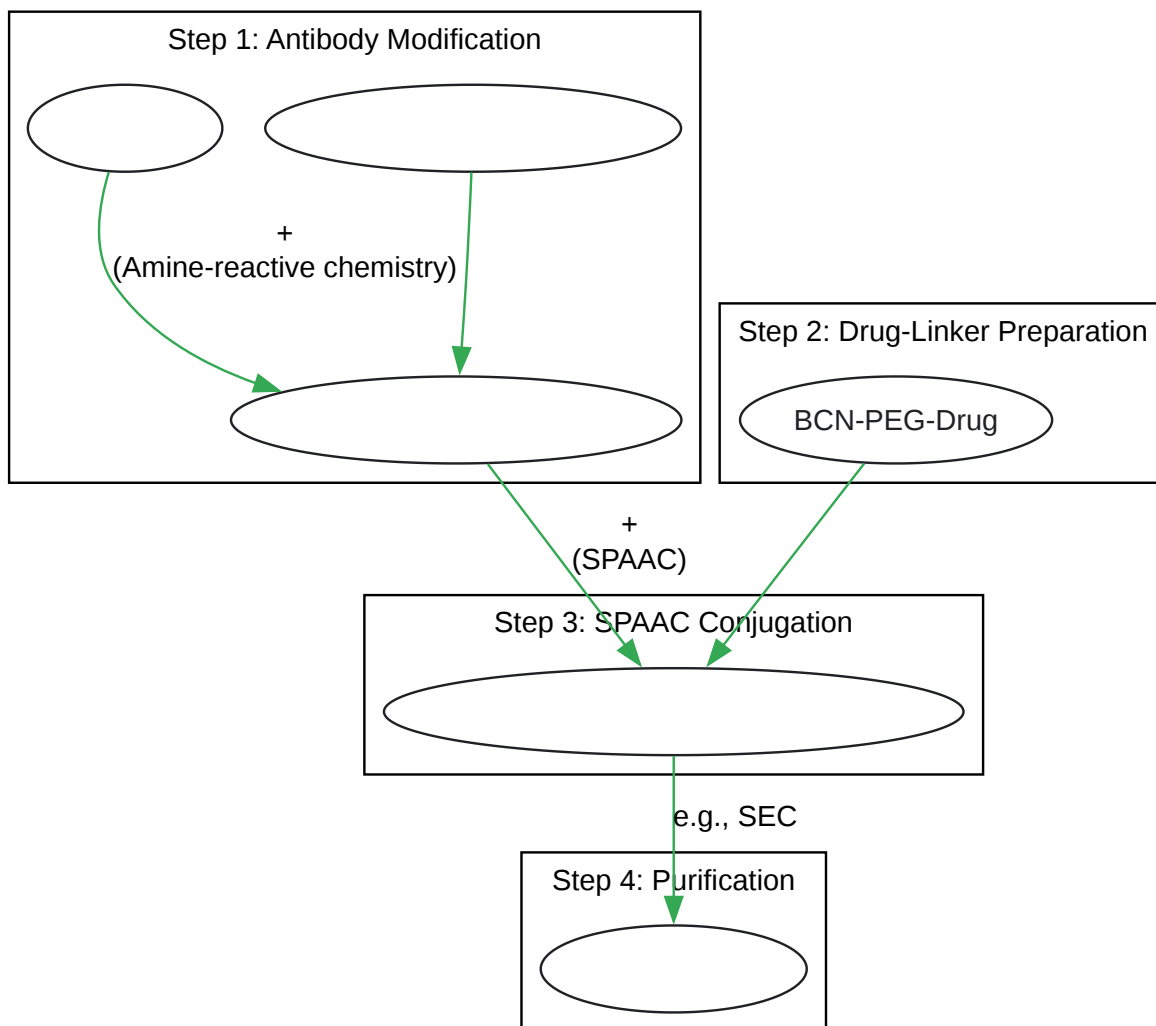 Step 1: Antibody Modification
+
(Amine-reactive chemistry)
Step 2: Drug-Linker Preparation
BCN-PEG-Drug
+
(SPAAC)
Step 3: SPAAC Conjugation
e.g., SEC
Step 4: Purification